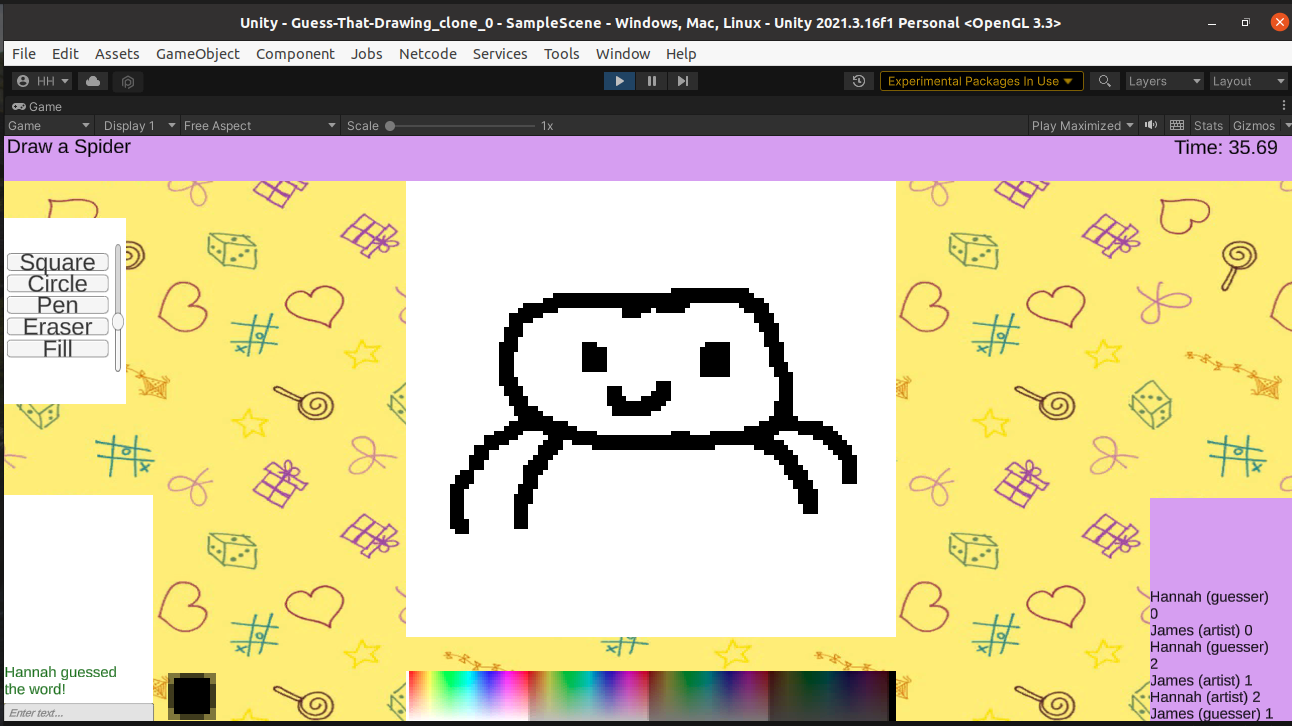 Unity - Guess-That-Drawing_clone_0 - SampleScene - Windows, Mac, Linux - Unity 2021.3.16f1 Personal <OpenGL 3.3>
File Edit Assets GameObject Component Jobs Netcode Services Tools Window Help
HH Experimental Packages In Use Layers Layout
Game
Game Display 1 Free Aspect Scale 1x Play Maximized Stats Gizmos
Draw a Spider Time: 35.69
Square
Circle
Pen
Eraser
Fill
Hannah guessed
the word!
Enter text...
Hannah (guesser)
0
James (artist) 0
Hannah (guesser)
2
James (artist) 1
Hannah (artist) 2
James (guesser) 1